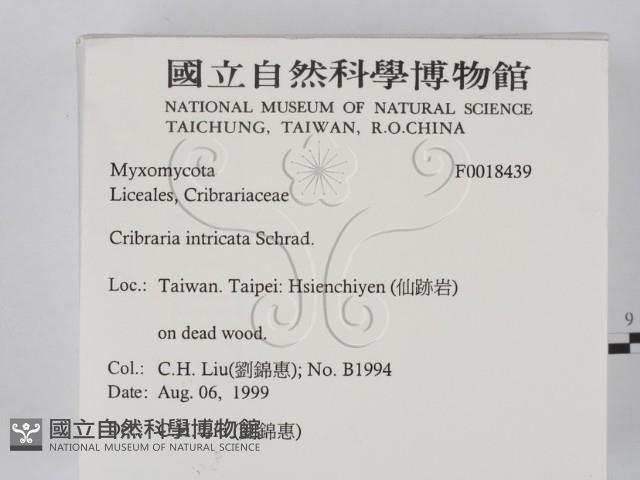 國立自然科學博物館
NATIONAL MUSEUM OF NATURAL SCIENCE
TAICHUNG, TAIWAN, R.O.CHINA
Myxomycota F0018439
Liceales, Cribrariaceae
Cribraria intricata Schrad.
Loc.: Taiwan. Taipei: Hsienchiyen (仙跡岩)
on dead wood.
Col.: C.H. Liu(劉錦惠); No. B1994
Date: Aug. 06, 1999
錦惠)
國立自然科學博物館
NATIONAL MUSEUM OF NATURAL SCIENCE
9